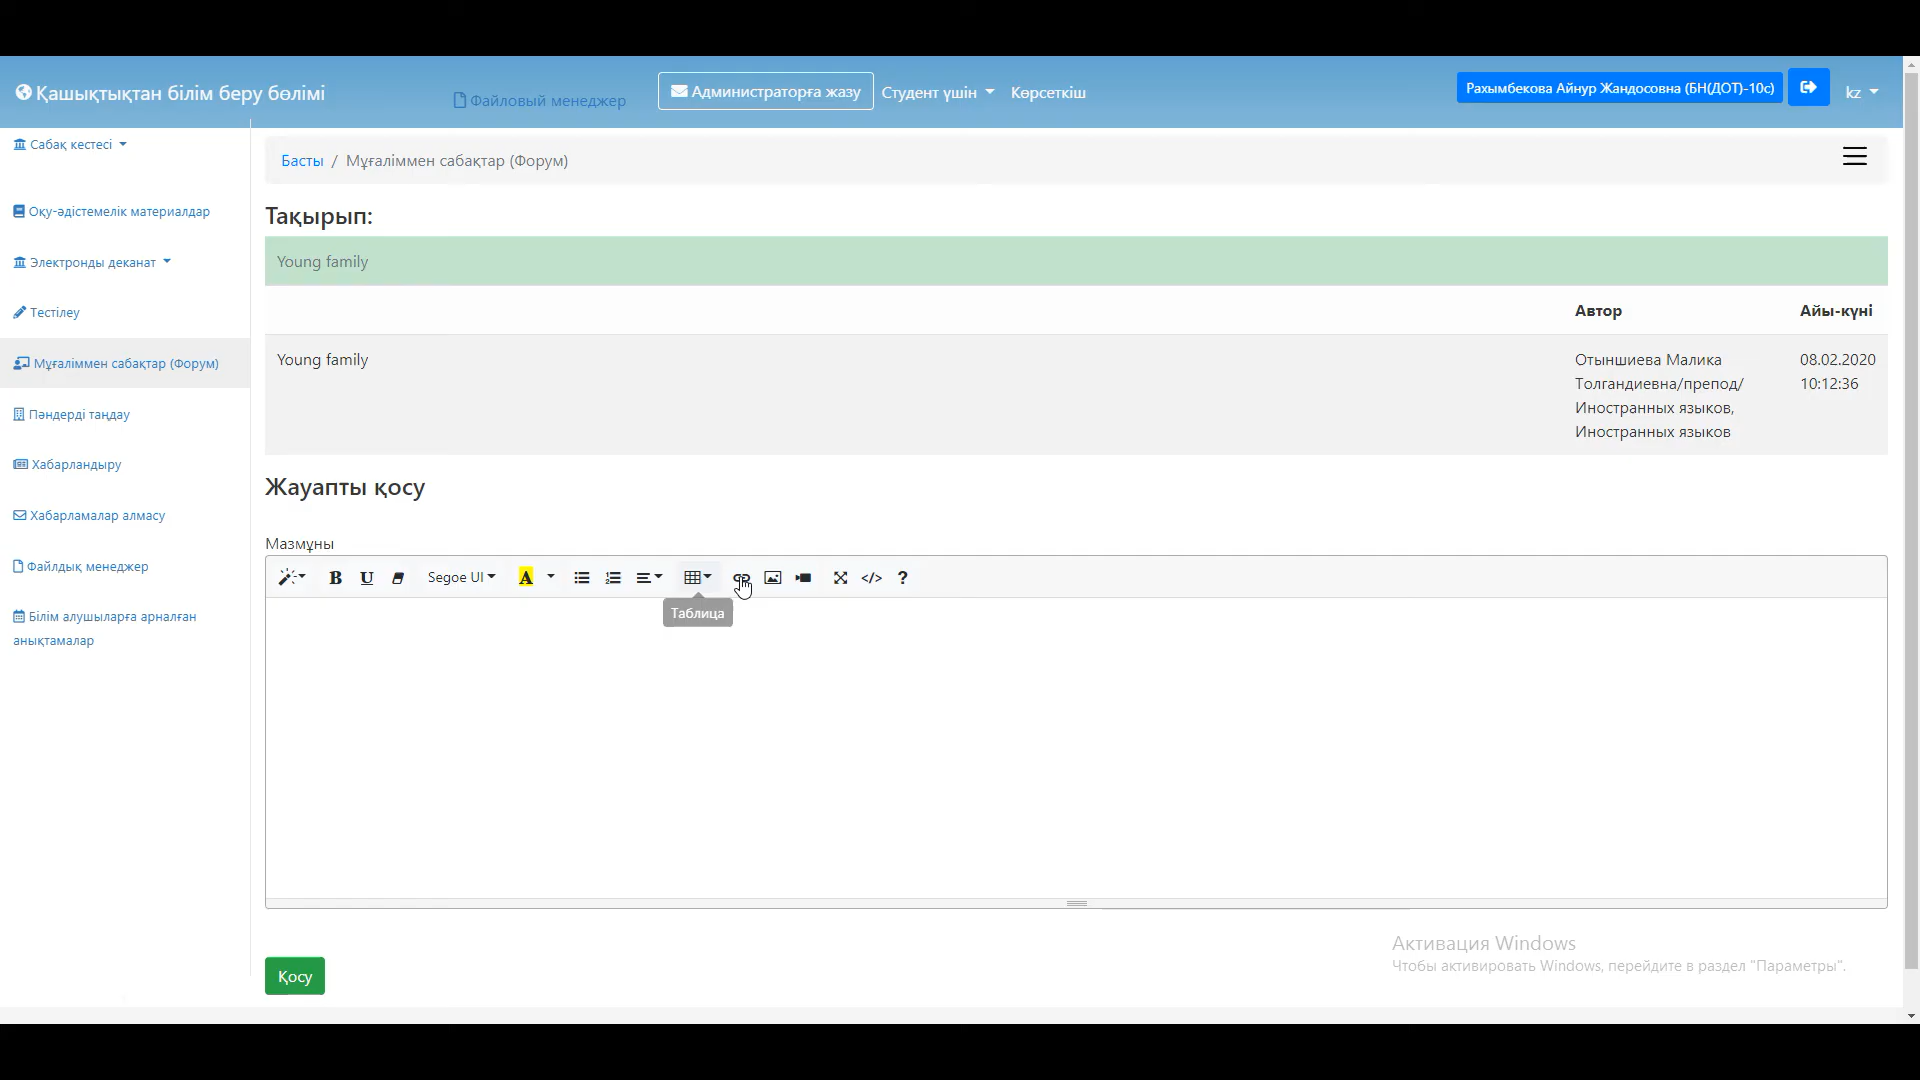 Қашықтықтан білім беру бөлімі
Файловый менеджер
Администраторға жазу
Студент үшін
Көрсеткіш
Рахымбекова Айнур Жандосовна (БН(ДОТ)-10с)
kz
Сабақ кестесі
Оқу-әдістемелік материалдар
Электронды деканат
Тестілеу
Мұғаліммен сабақтар (Форум)
Пәндерді таңдау
Хабарландыру
Хабарламалар алмасу
Файлдық менеджер
Білім алушыларға арналған
анықтамалар
Басты / Мұғаліммен сабақтар (Форум)
Тақырып:
Young family
Автор
Айы-күні
Young family
Отыншиева Малика
Толгандиевна/препод/
Иностранных языков,
Иностранных языков
08.02.2020
10:12:36
Жауапты қосу
Мазмұны
B U Segoe UI A </> ?
Таблица
Қосу
Активация Windows
Чтобы активировать Windows, перейдите в раздел "Параметры".